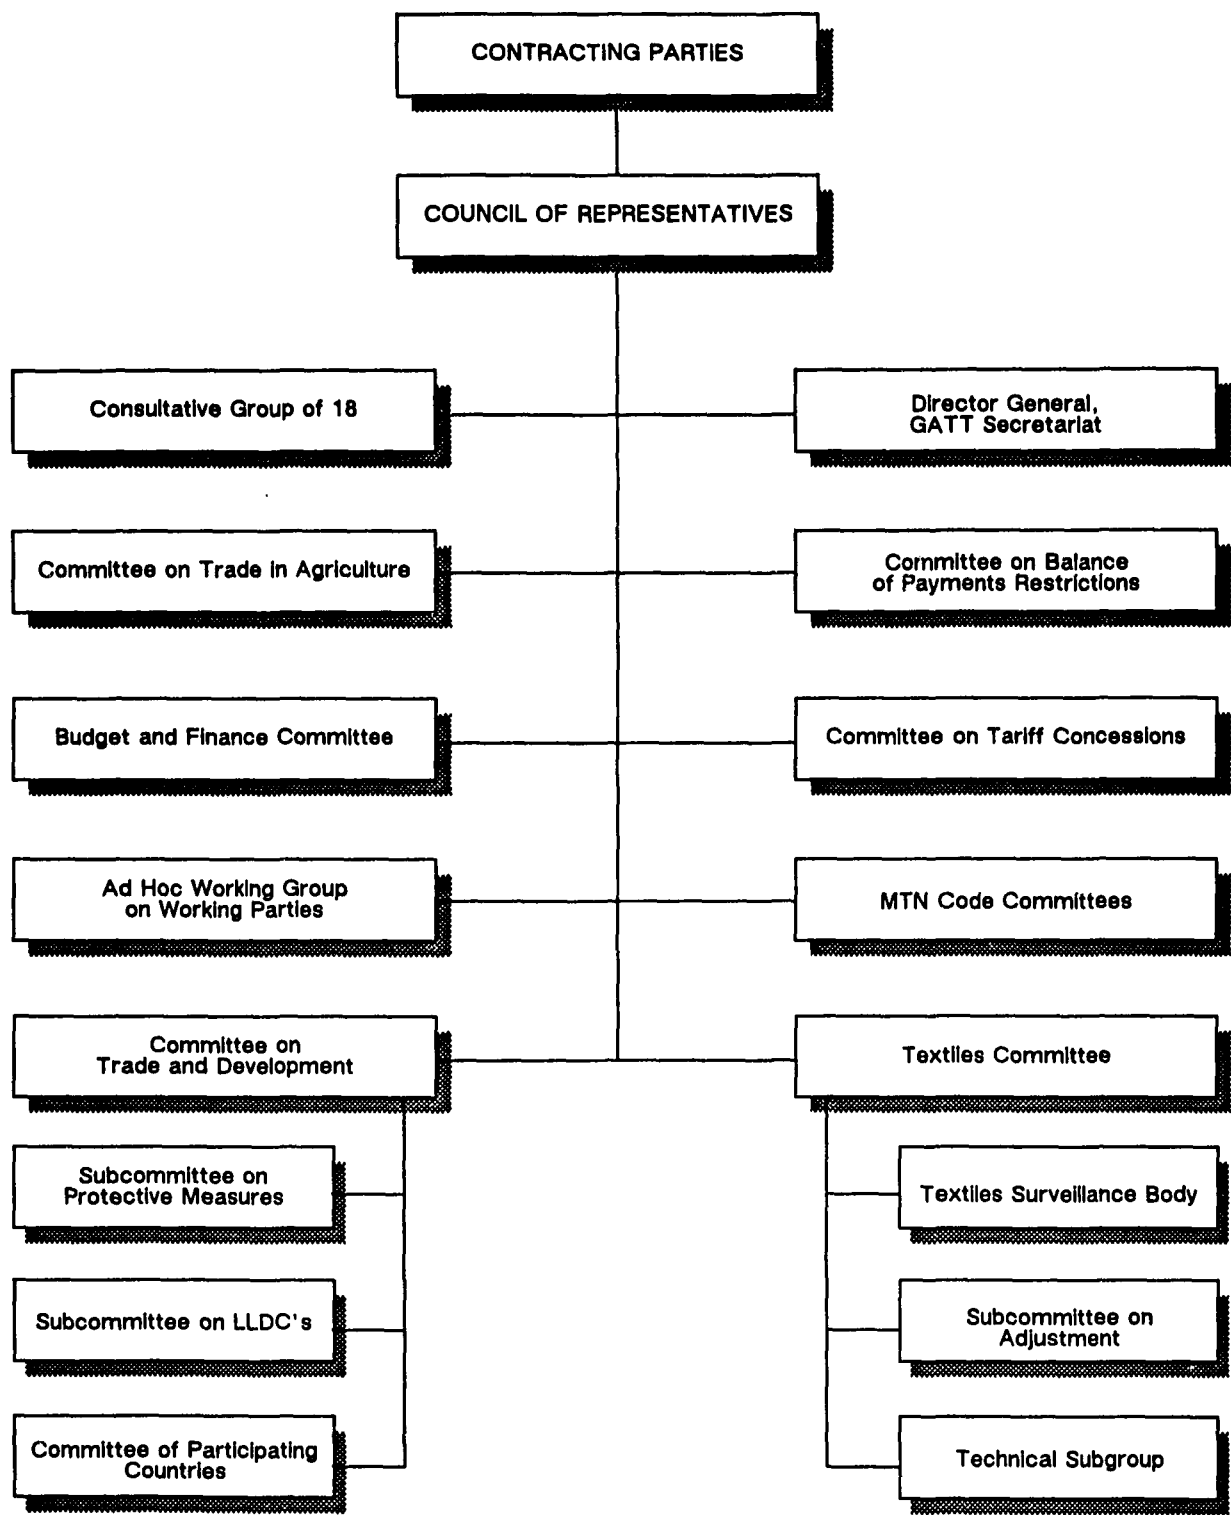 CONTRACTING PARTIES
COUNCIL OF REPRESENTATIVES
Consultative Group of 18
Director General,
GATT Secretariat
Committee on Trade in Agriculture
Committee on Balance
of Payments Restrictions
Budget and Finance Committee
Committee on Tariff Concessions
Ad Hoc Working Group
on Working Parties
MTN Code Committees
Committee on
Trade and Development
Textiles Committee
Subcommittee on
Protective Measures
Textiles Surveillance Body
Subcommittee on LLDC's
Subcommittee on
Adjustment
Committee of Participating
Countries
Technical Subgroup